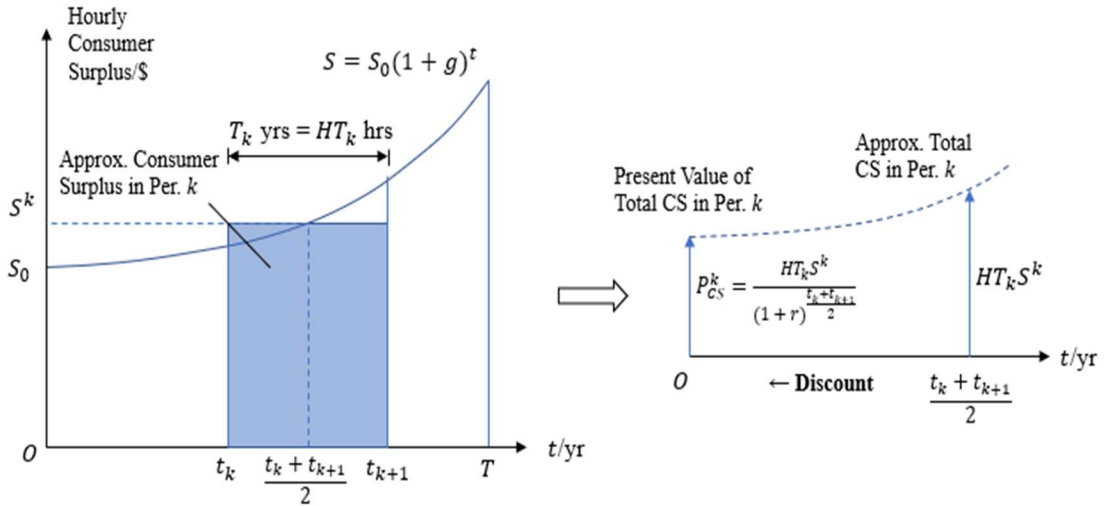 Hourly
Consumer
Surplus/$
S = S₀(1 + g)ᵗ
Tₖ yrs = HTₖ hrs
Approx. Consumer
Surplus in Per. k
Sᵏ
S₀
O
tₖ
(tₖ + tₖ₊₁)/2
tₖ₊₁
T
t/yr
Approx. Total
CS in Per. k
Present Value of
Total CS in Per. k
P_CS^k = HTₖSᵏ / (1 + r)^((tₖ+tₖ₊₁)/2)
HTₖSᵏ
t/yr
O
← Discount
(tₖ + tₖ₊₁)/2